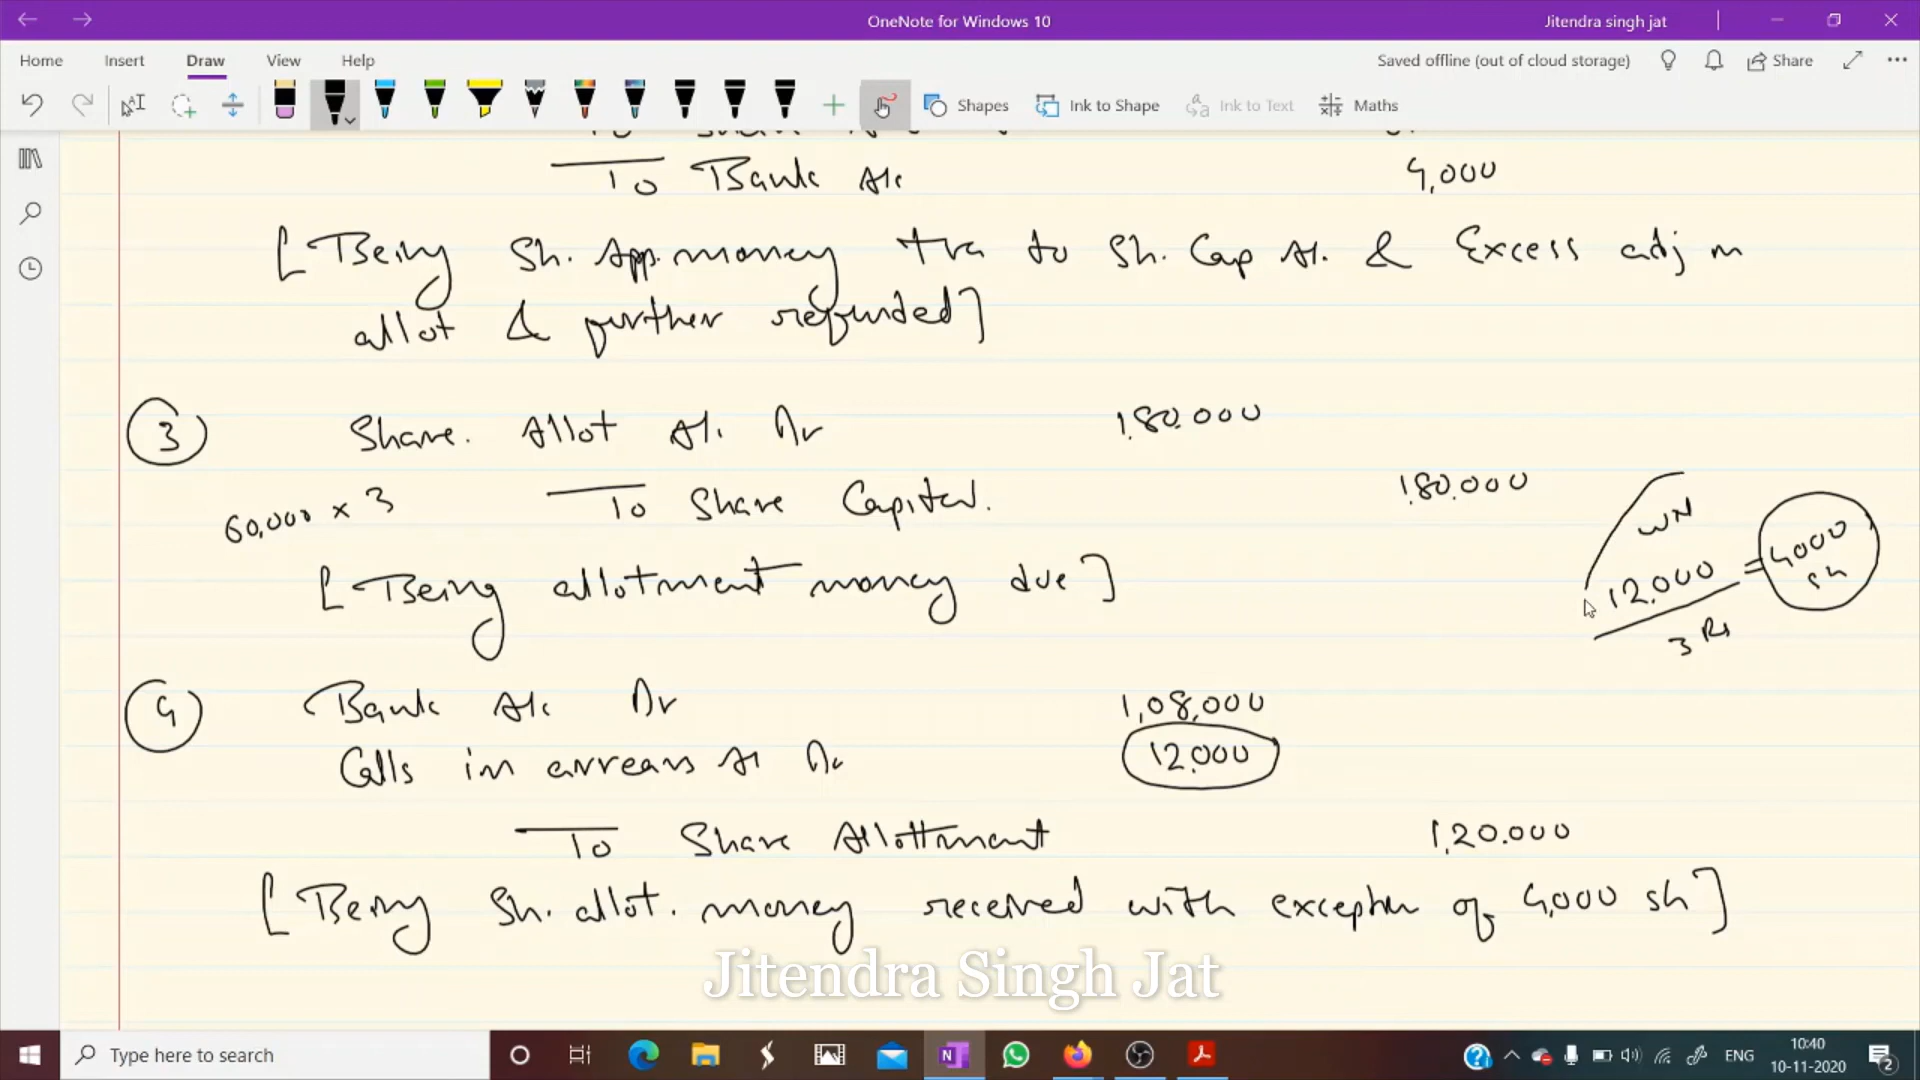 OneNote for Windows 10
Jitendra singh jat
Home Insert Draw View Help
Saved offline (out of cloud storage)
Share
Shapes Ink to Shape Ink to Text Maths
To Bank A/c 4,000
[Being Sh. App. money tra to Sh. Cap A/. & Excess adj in
allot & further refunded]
3 Share. Allot A/. Dr 1,80,000
60,000 x 3 To Share Capital. 1,80,000
[Being allotment money due]
WN
12,000 = 4000 sh
3 Rs
4 Bank A/c Dr 1,08,000
Calls in arrears A/ Dr 12,000
To Share Allottment 1,20,000
[Being Sh. allot. money received with of 4,000 sh]
Jitendra Singh Jat
Type here to search
ENG
10:40
10-11-2020
2